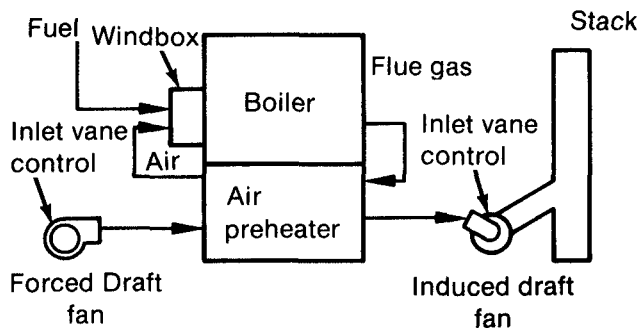 Stack
Fuel
Windbox
Flue gas
Boiler
Inlet vane
control
Air
Inlet vane
control
Air
preheater
Forced Draft
fan
Induced draft
fan